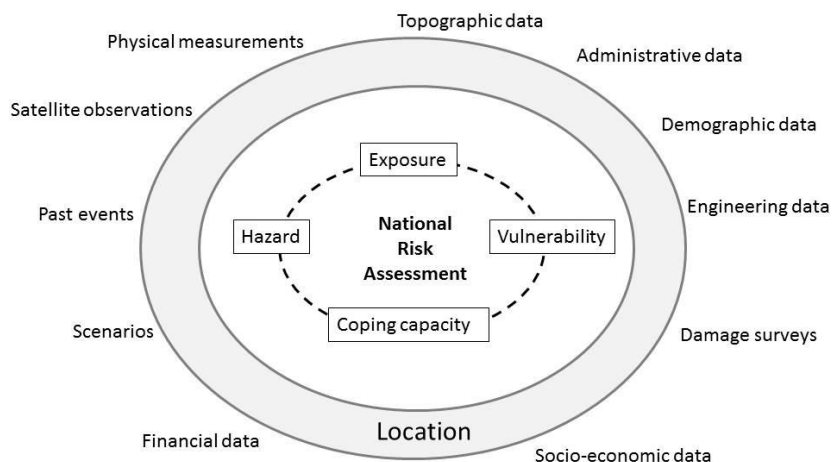 Topographic data
Physical measurements
Administrative data
Satellite observations
Demographic data
Exposure
Past events
Engineering data
Hazard
National
Risk
Assessment
Vulnerability
Coping capacity
Scenarios
Damage surveys
Financial data
Location
Socio-economic data